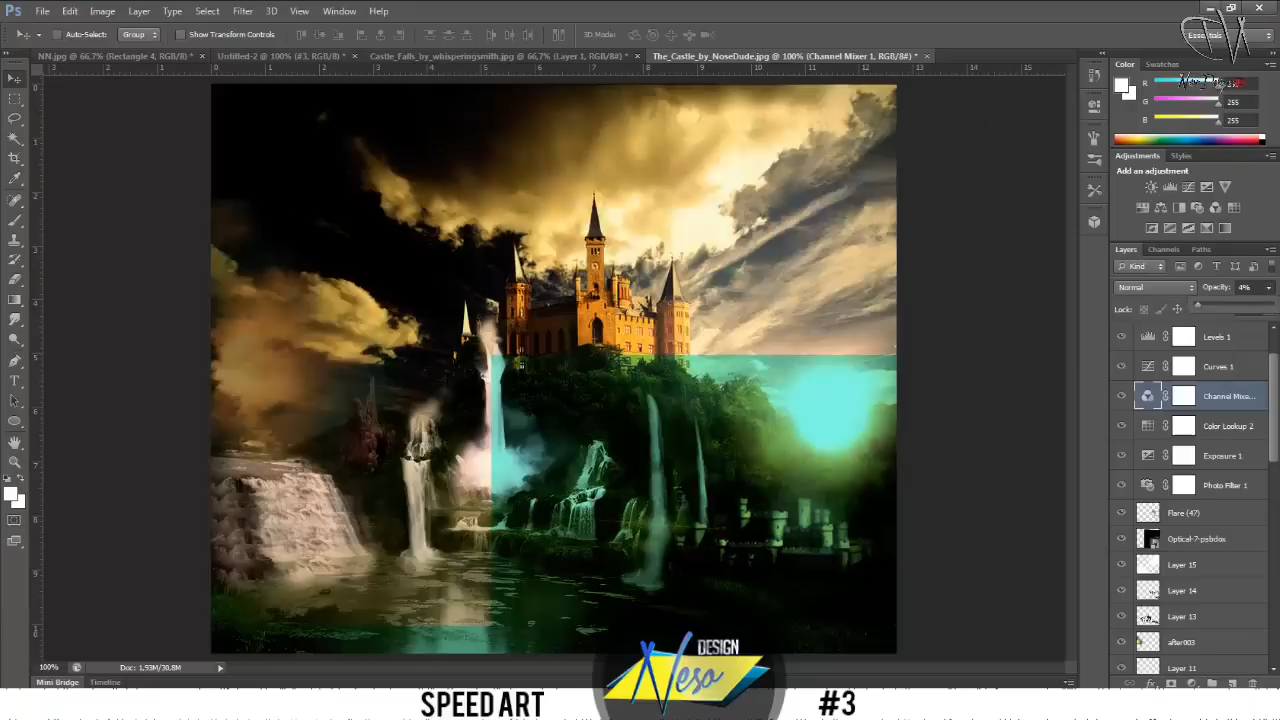 Ps File Edit Image Layer Type Select Filter 3D View Window Help
Auto-Select: Group Show Transform Controls 3D Mode: Essentials
NN.jpg @ 66.7% (Rectangle 4, RGB/8) * × Untitled-2 @ 100% (#3, RGB/8) * × Castle_Falls_by_whisperingsmith.jpg @ 66.7% (Layer 1, RGB/8#) * × The_Castle_by_NoseDude.jpg @ 100% (Channel Mixer 1, RGB/8#) * ×
Color Swatches
R
G 255
B 255
Adjustments Styles
Add an adjustment
Layers Channels Paths
Kind
Normal Opacity: 4%
Lock:
Levels 1
Curves 1
Channel Mixe...
Color Lookup 2
Exposure 1
Photo Filter 1
Flare (47)
Optical-7-psbdox
Layer 15
Layer 14
Layer 13
after003
Layer 11
100% Doc: 1,93M/30,8M
Mini Bridge Timeline
DESIGN
Neso
SPEED ART #3